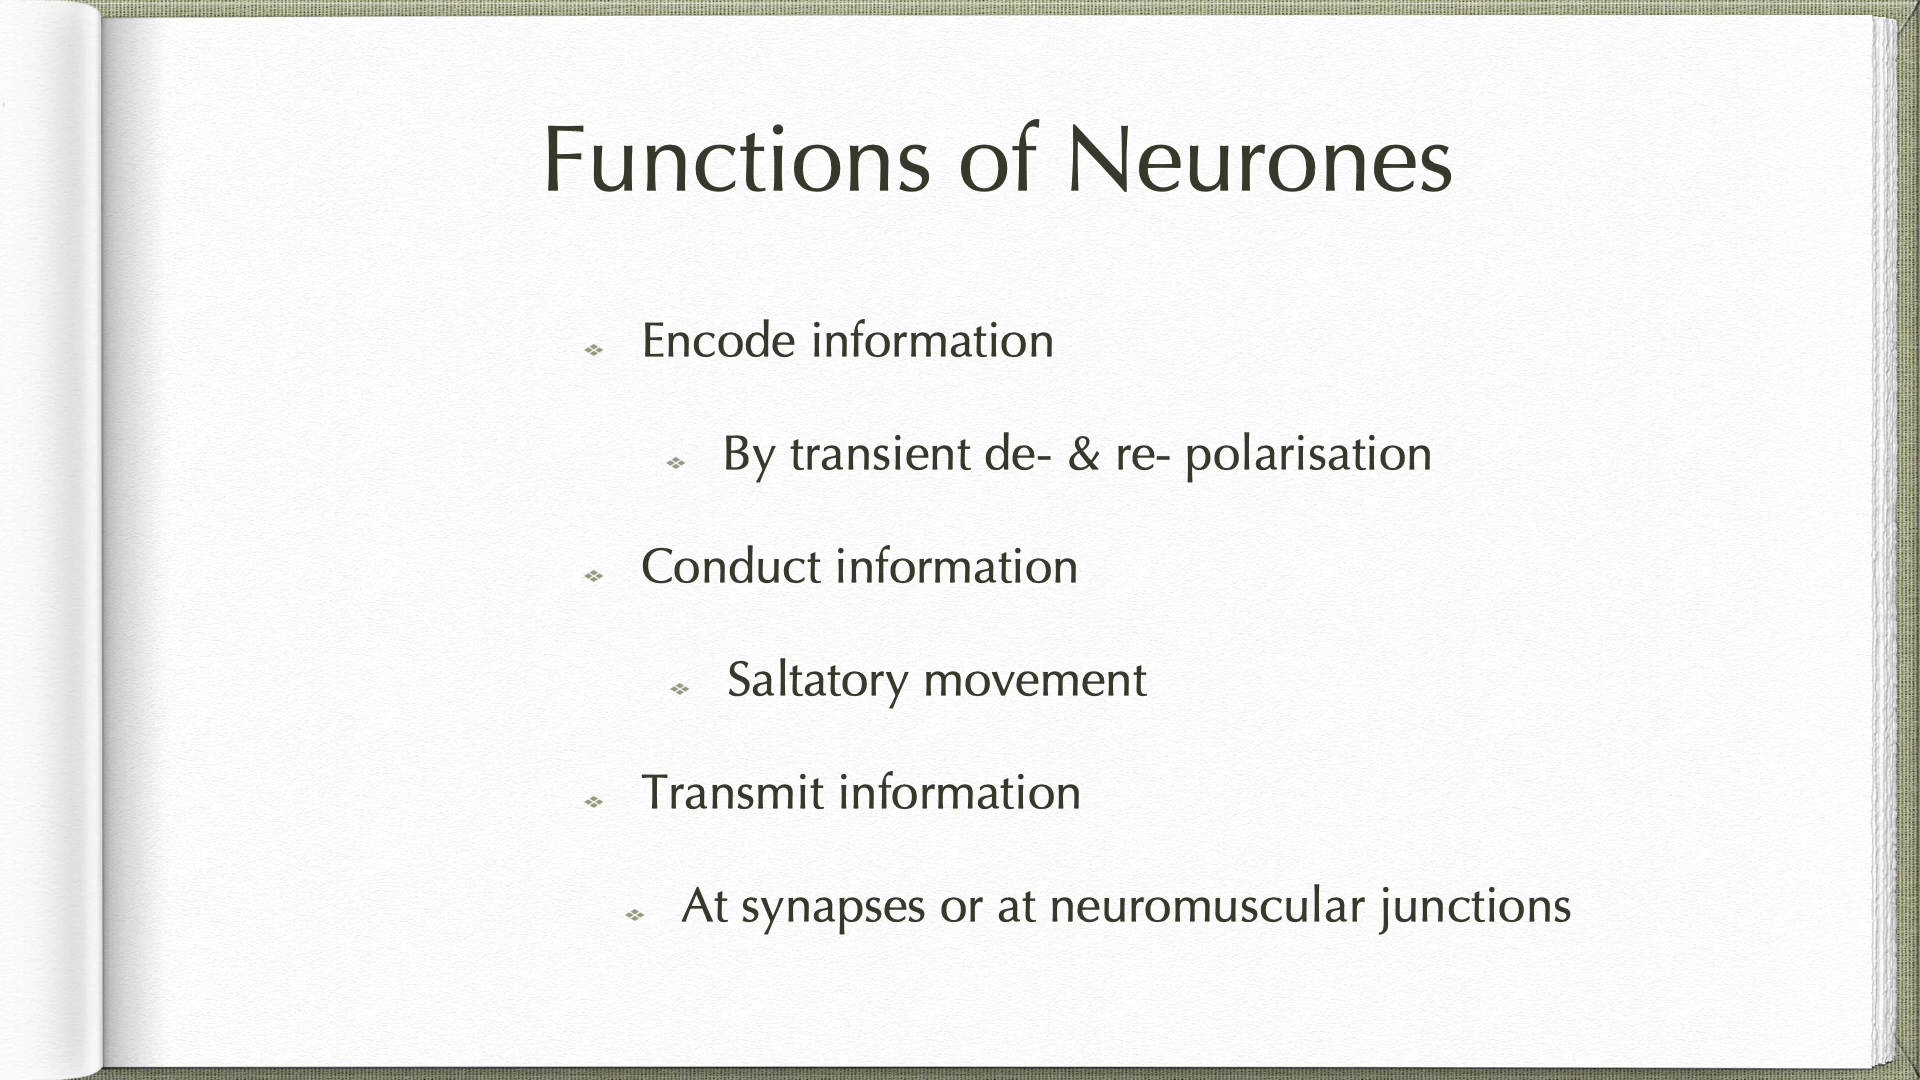 Functions of Neurones
Encode information
By transient de- & re- polarisation
Conduct information
Saltatory movement
Transmit information
At synapses or at neuromuscular junctions